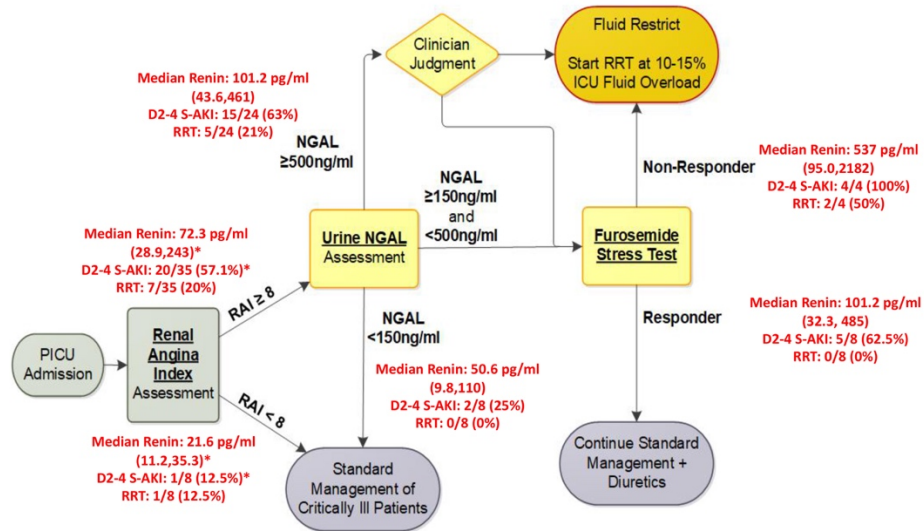 Clinician
Judgment
Fluid Restrict
Start RRT at 10-15%
ICU Fluid Overload
Median Renin: 101.2 pg/ml
(43.6,461)
D2-4 S-AKI: 15/24 (63%)
RRT: 5/24 (21%)
NGAL
≥500ng/ml
Median Renin: 537 pg/ml
(95.0,2182)
D2-4 S-AKI: 4/4 (100%)
RRT: 2/4 (50%)
Non-Responder
NGAL
≥150ng/ml
and
<500ng/ml
Median Renin: 72.3 pg/ml
(28.9,243)*
D2-4 S-AKI: 20/35 (57.1%)*
RRT: 7/35 (20%)
Urine NGAL
Assessment
Furosemide
Stress Test
RAI ≥ 8
PICU
Admission
Renal
Angina
Index
Assessment
NGAL
<150ng/ml
Responder
Median Renin: 101.2 pg/ml
(32.3, 485)
D2-4 S-AKI: 5/8 (62.5%)
RRT: 0/8 (0%)
Median Renin: 50.6 pg/ml
(9.8,110)
D2-4 S-AKI: 2/8 (25%)
RRT: 0/8 (0%)
RAI < 8
Median Renin: 21.6 pg/ml
(11.2,35.3)*
D2-4 S-AKI: 1/8 (12.5%)*
RRT: 1/8 (12.5%)
Standard
Management of
Critically Ill Patients
Continue Standard
Management +
Diuretics